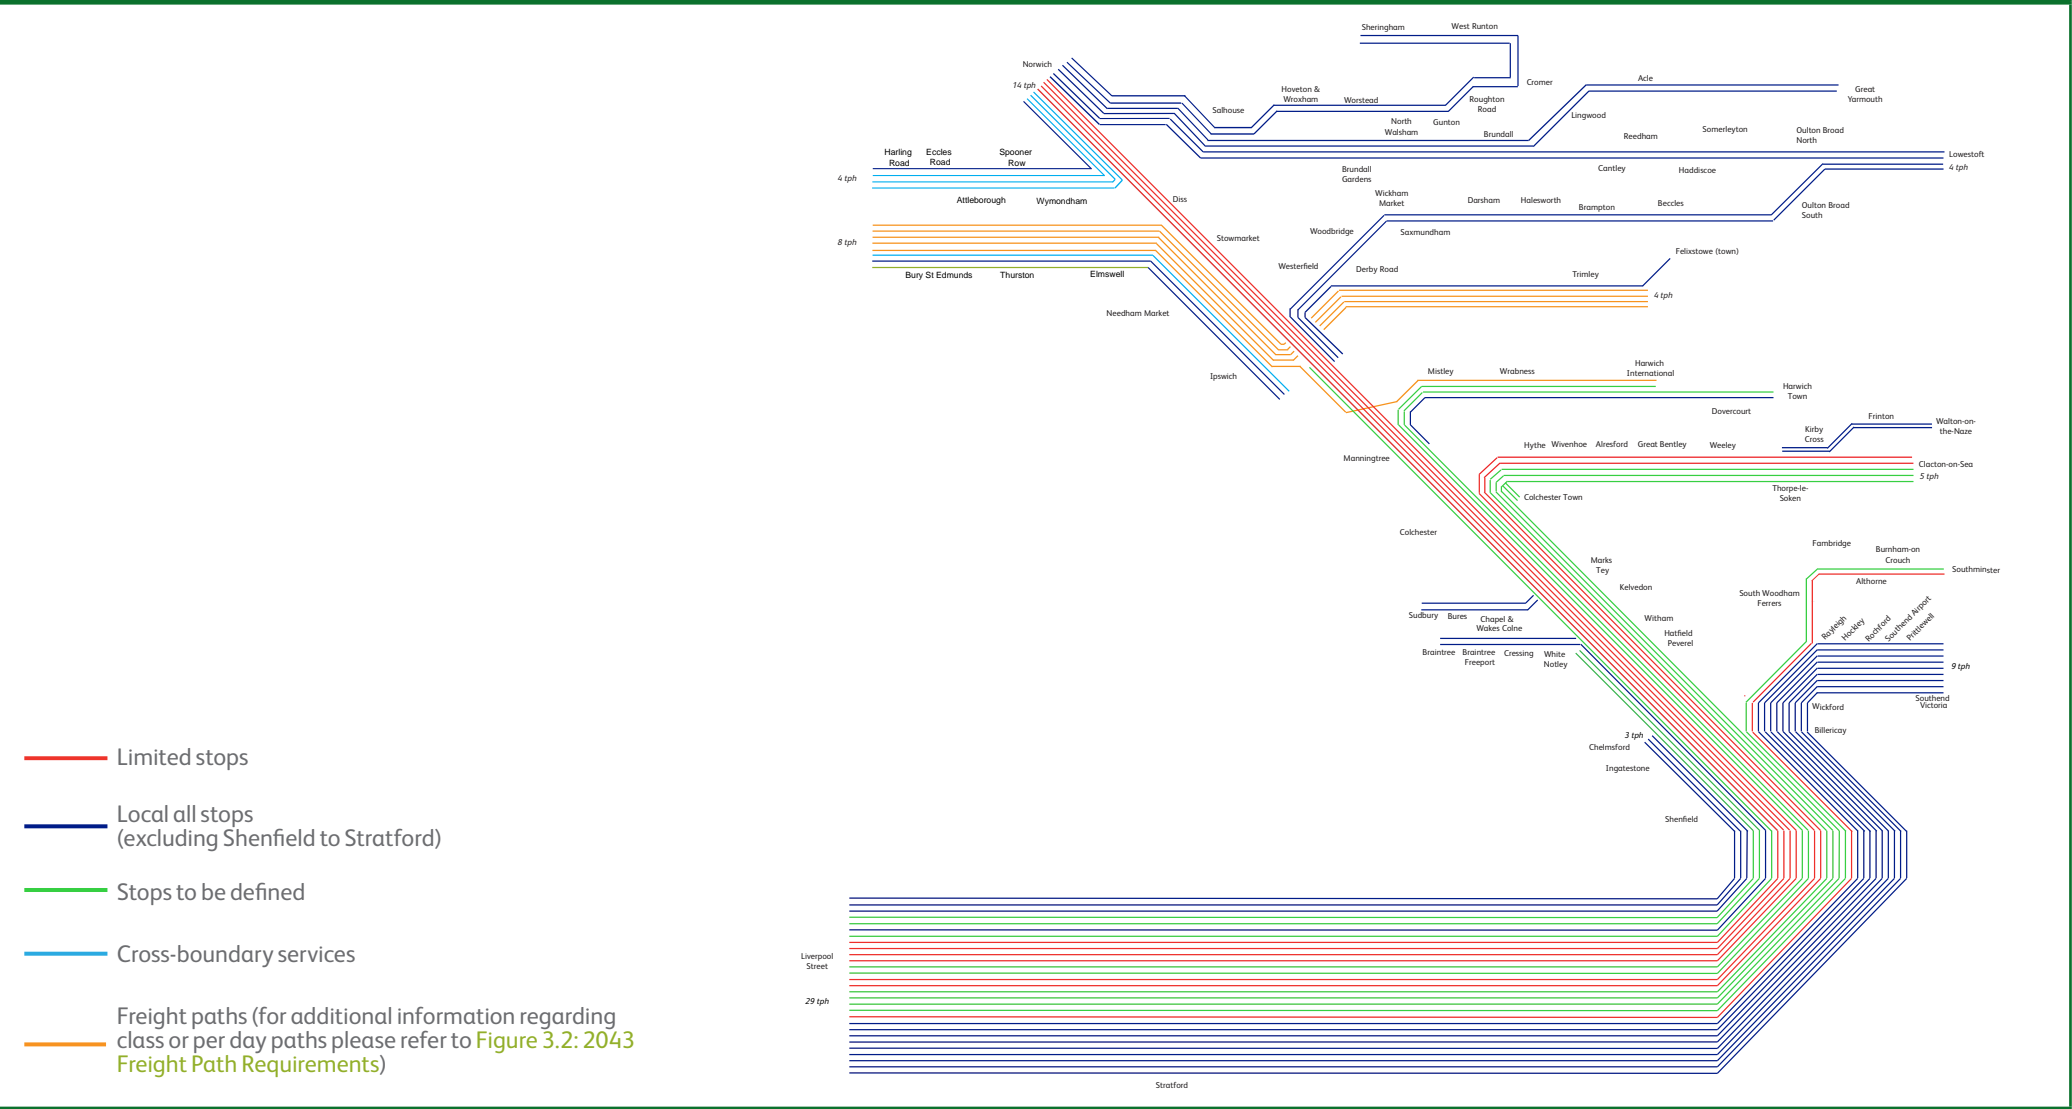 Sheringham
West Runton
Norwich
14 tph
Cromer
Hoveton &
Wroxham
Salhouse
Worstead
Roughton
Road
North
Walsham
Gunton
Acle
Great
Yarmouth
Lingwood
Brundall
Reedham
Somerleyton
Oulton Broad
North
Lowestoft
4 tph
Brundall
Gardens
Cantley
Haddiscoe
Harling
Road
Eccles
Road
Spooner
Row
4 tph
Attleborough
Wymondham
Diss
Wickham
Market
Darsham
Halesworth
Brampton
Beccles
Oulton Broad
South
Woodbridge
Saxmundham
Stowmarket
8 tph
Bury St Edmunds
Thurston
Elmswell
Westerfield
Derby Road
Trimley
Felixstowe (town)
4 tph
Needham Market
Ipswich
Mistley
Wrabness
Harwich
International
Harwich
Town
Dovercourt
Manningtree
Hythe
Wivenhoe
Alresford
Great Bentley
Weeley
Kirby
Cross
Frinton
Walton-on-
the-Naze
Clacton-on-Sea
5 tph
Thorpe-le-
Soken
Colchester Town
Colchester
Marks
Tey
Kelvedon
Witham
Hatfield
Peverel
Fambridge
Burnham-on
Crouch
Southminster
Althorne
South Woodham
Ferrers
Sudbury
Bures
Chapel &
Wakes Colne
Braintree
Braintree
Freeport
Cressing
White
Notley
Rayleigh
Hockley
Rochford
Southend Airport
Prittlewell
9 tph
Southend
Victoria
Wickford
Billericay
3 tph
Chelmsford
Ingatestone
Shenfield
Liverpool
Street
29 tph
Stratford
Limited stops
Local all stops
(excluding Shenfield to Stratford)
Stops to be defined
Cross-boundary services
Freight paths (for additional information regarding
class or per day paths please refer to Figure 3.2: 2043
Freight Path Requirements)